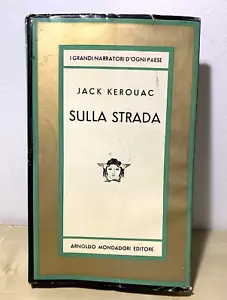 I GRANDI NARRATORI D'OGNI PAESE
JACK KEROUAC
SULLA STRADA
ARNOLDO MONDADORI EDITORE